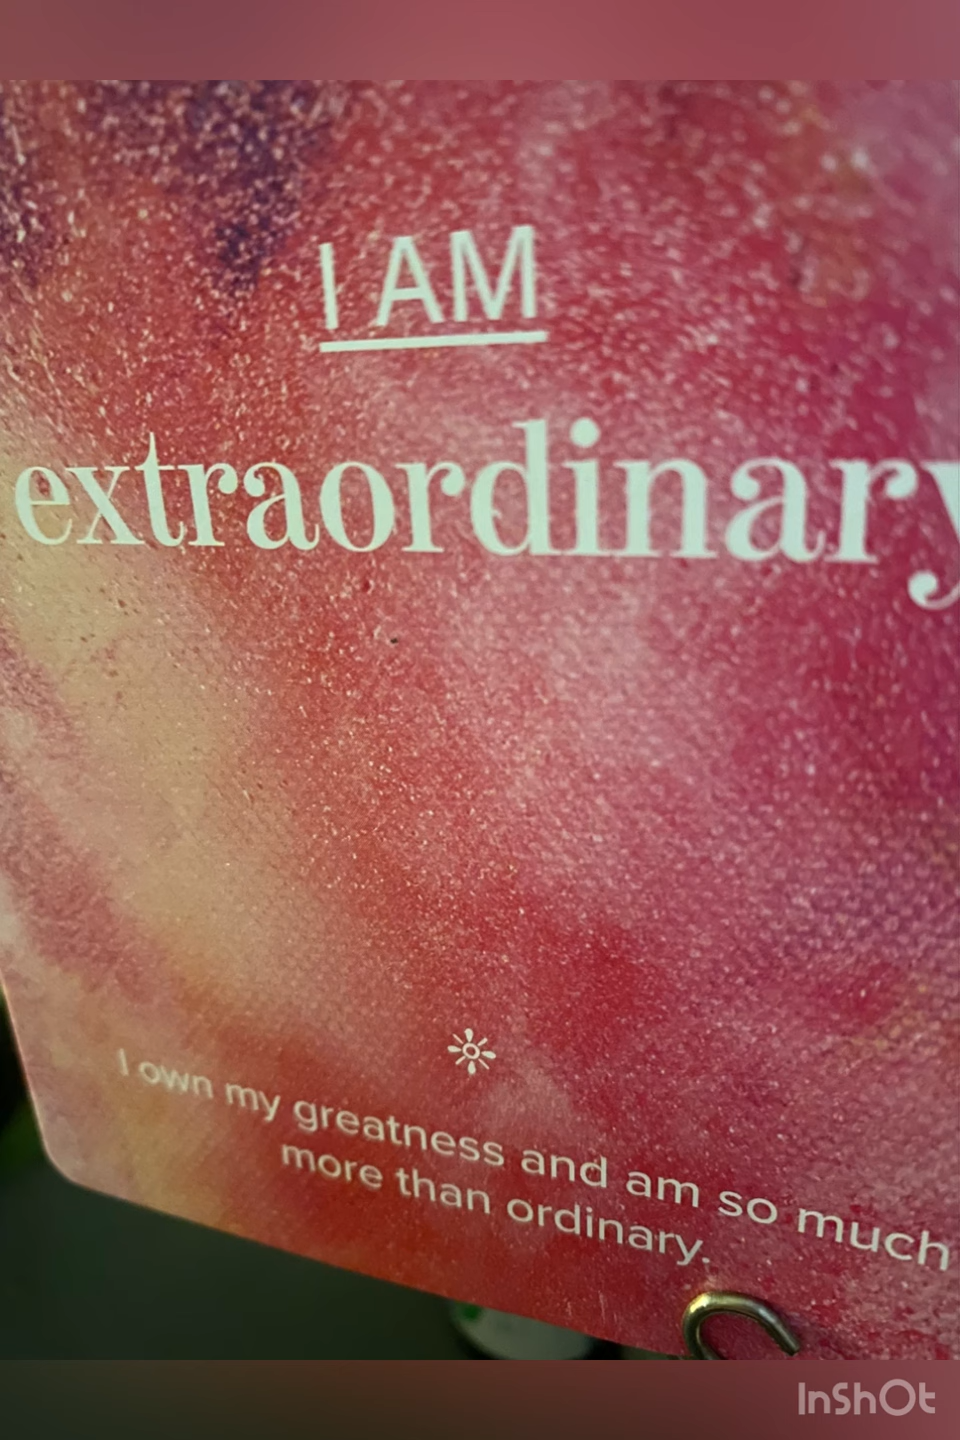 I AM
extraordinary
I own my greatness and am so much
more than ordinary.
InShOt